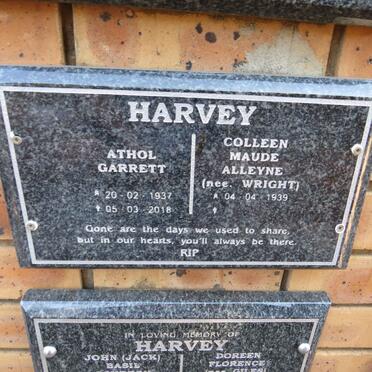 HARVEY
ATHOL
GARRETT
* 20-02-1937
✝ 05-03-2018
COLLEEN
MAUDE
ALLEYNE
(nee. WRIGHT)
* 04-04-1939
✝
Gone are the days we used to share,
but in our hearts, you'll always be there.
RIP
IN LOVING MEMORY OF
HARVEY
JOHN (JACK)
BASIL
DOREEN
FLORENCE